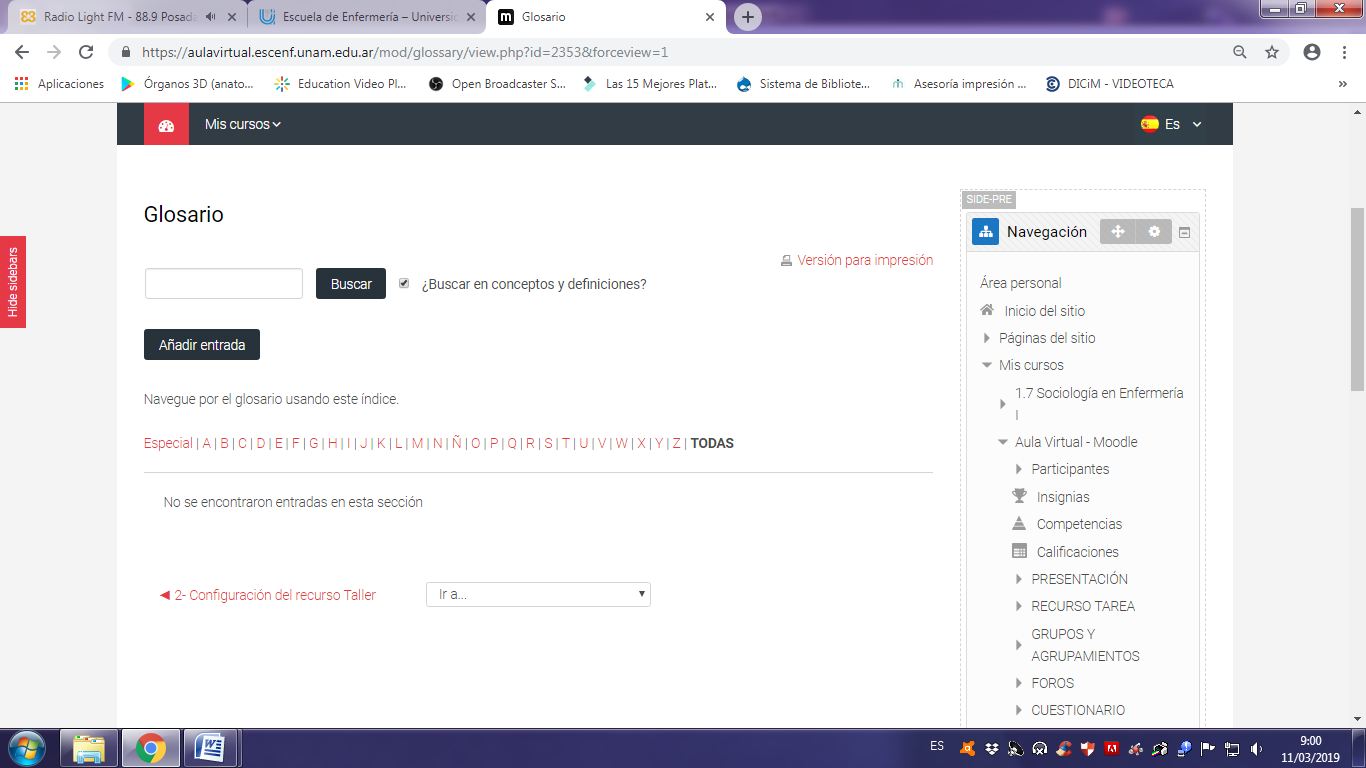 Radio Light FM - 88.9 Posada
Escuela de Enfermería – Universid
Glosario
https://aulavirtual.escenf.unam.edu.ar/mod/glossary/view.php?id=2353&forceview=1
Aplicaciones
Órganos 3D (anato...
Education Video Pl...
Open Broadcaster S...
Las 15 Mejores Plat...
Sistema de Bibliote...
Asesoría impresión ...
DICiM - VIDEOTECA
»
Mis cursos
Es
Hide sidebars
Glosario
Versión para impresión
Buscar
¿Buscar en conceptos y definiciones?
Añadir entrada
Navegue por el glosario usando este índice.
Especial | A | B | C | D | E | F | G | H | I | J | K | L | M | N | Ñ | O | P | Q | R | S | T | U | V | W | X | Y | Z | TODAS
No se encontraron entradas en esta sección
◄ 2- Configuración del recurso Taller
Ir a...
SIDE-PRE
Navegación
Área personal
Inicio del sitio
Páginas del sitio
Mis cursos
1.7 Sociología en Enfermería
I
Aula Virtual - Moodle
Participantes
Insignias
Competencias
Calificaciones
PRESENTACIÓN
RECURSO TAREA
GRUPOS Y
AGRUPAMIENTOS
FOROS
CUESTIONARIO
ES
9:00
11/03/2019